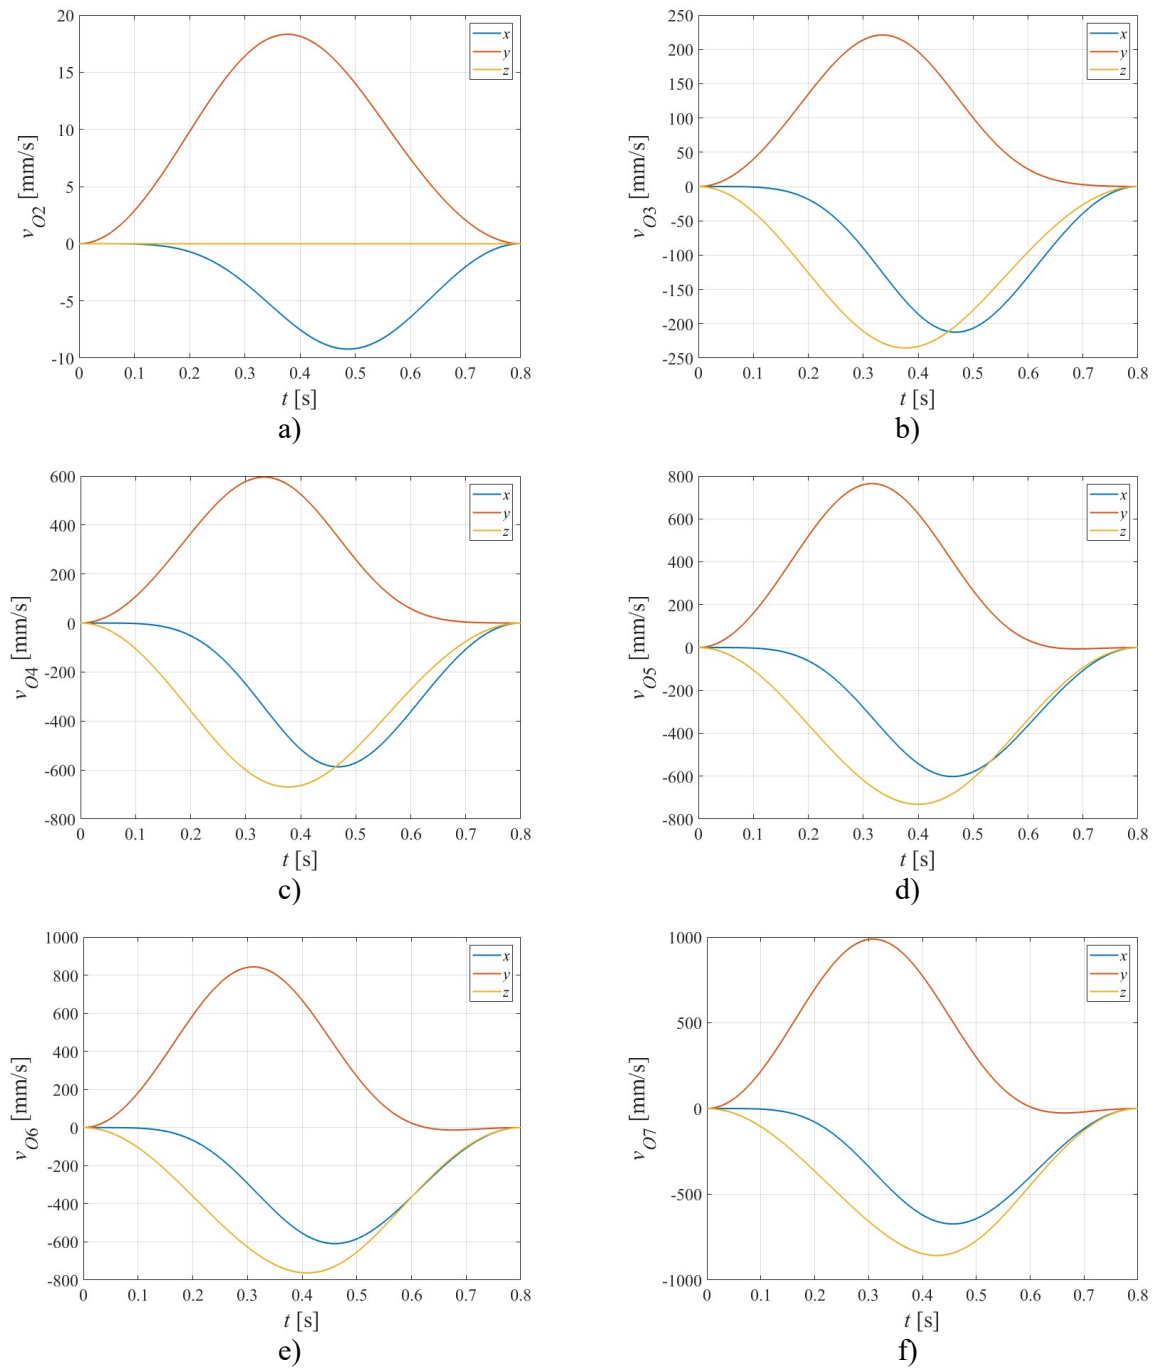 20
15
10
5
0
-5
-10
v_O2 [mm/s]
x
y
z
0 0.1 0.2 0.3 0.4 0.5 0.6 0.7 0.8
t [s]
a)
250
200
150
100
50
0
-50
-100
-150
-200
-250
v_O3 [mm/s]
x
y
z
0 0.1 0.2 0.3 0.4 0.5 0.6 0.7 0.8
t [s]
b)
600
400
200
0
-200
-400
-600
-800
v_O4 [mm/s]
x
y
z
0 0.1 0.2 0.3 0.4 0.5 0.6 0.7 0.8
t [s]
c)
800
600
400
200
0
-200
-400
-600
-800
v_O5 [mm/s]
x
y
z
0 0.1 0.2 0.3 0.4 0.5 0.6 0.7 0.8
t [s]
d)
1000
800
600
400
200
0
-200
-400
-600
-800
v_O6 [mm/s]
x
y
z
0 0.1 0.2 0.3 0.4 0.5 0.6 0.7 0.8
t [s]
e)
1000
500
0
-500
-1000
v_O7 [mm/s]
x
y
z
0 0.1 0.2 0.3 0.4 0.5 0.6 0.7 0.8
t [s]
f)